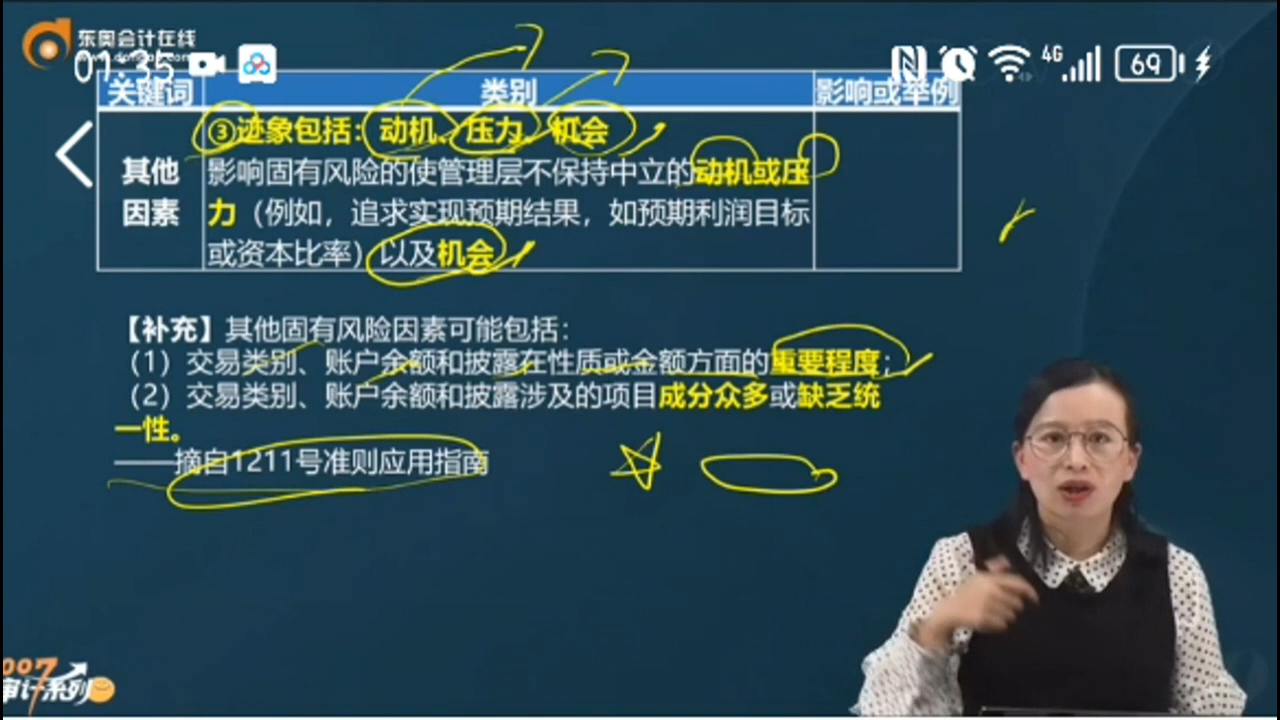 东奥会计在线
01:35
4G
69
关键词 类别 影响或举例
③迹象包括：动机、压力、机会
其他因素
影响固有风险的使管理层不保持中立的动机或压
力（例如，追求实现预期结果，如预期利润目标
或资本比率）以及机会
【补充】其他固有风险因素可能包括：
（1）交易类别、账户余额和披露在性质或金额方面的重要程度；
（2）交易类别、账户余额和披露涉及的项目成分众多或缺乏统
一性。
——摘自1211号准则应用指南
007
审计系列